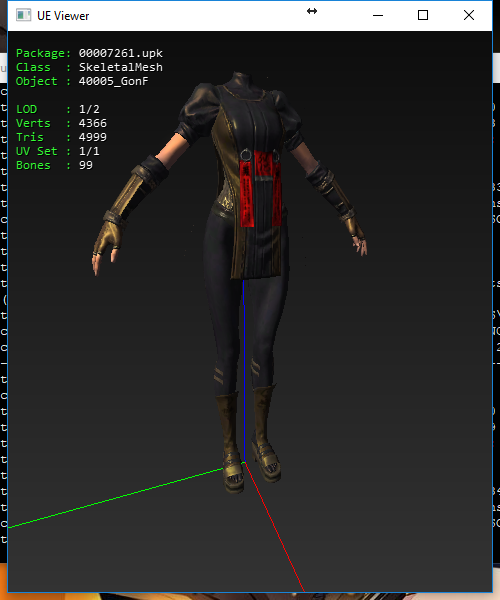 UE Viewer
Package: 00007261.upk
Class  : SkeletalMesh
Object : 40005_GonF
LOD    : 1/2
Verts  : 4366
Tris   : 4999
UV Set : 1/1
Bones  : 99